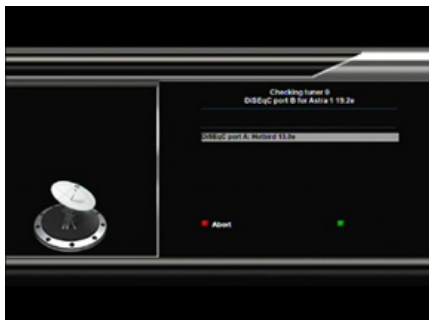 Checking tuner 0
DiSEqC port B for Astra 1 19.2e
DiSEqC port A: Hotbird 13.0e
Abort